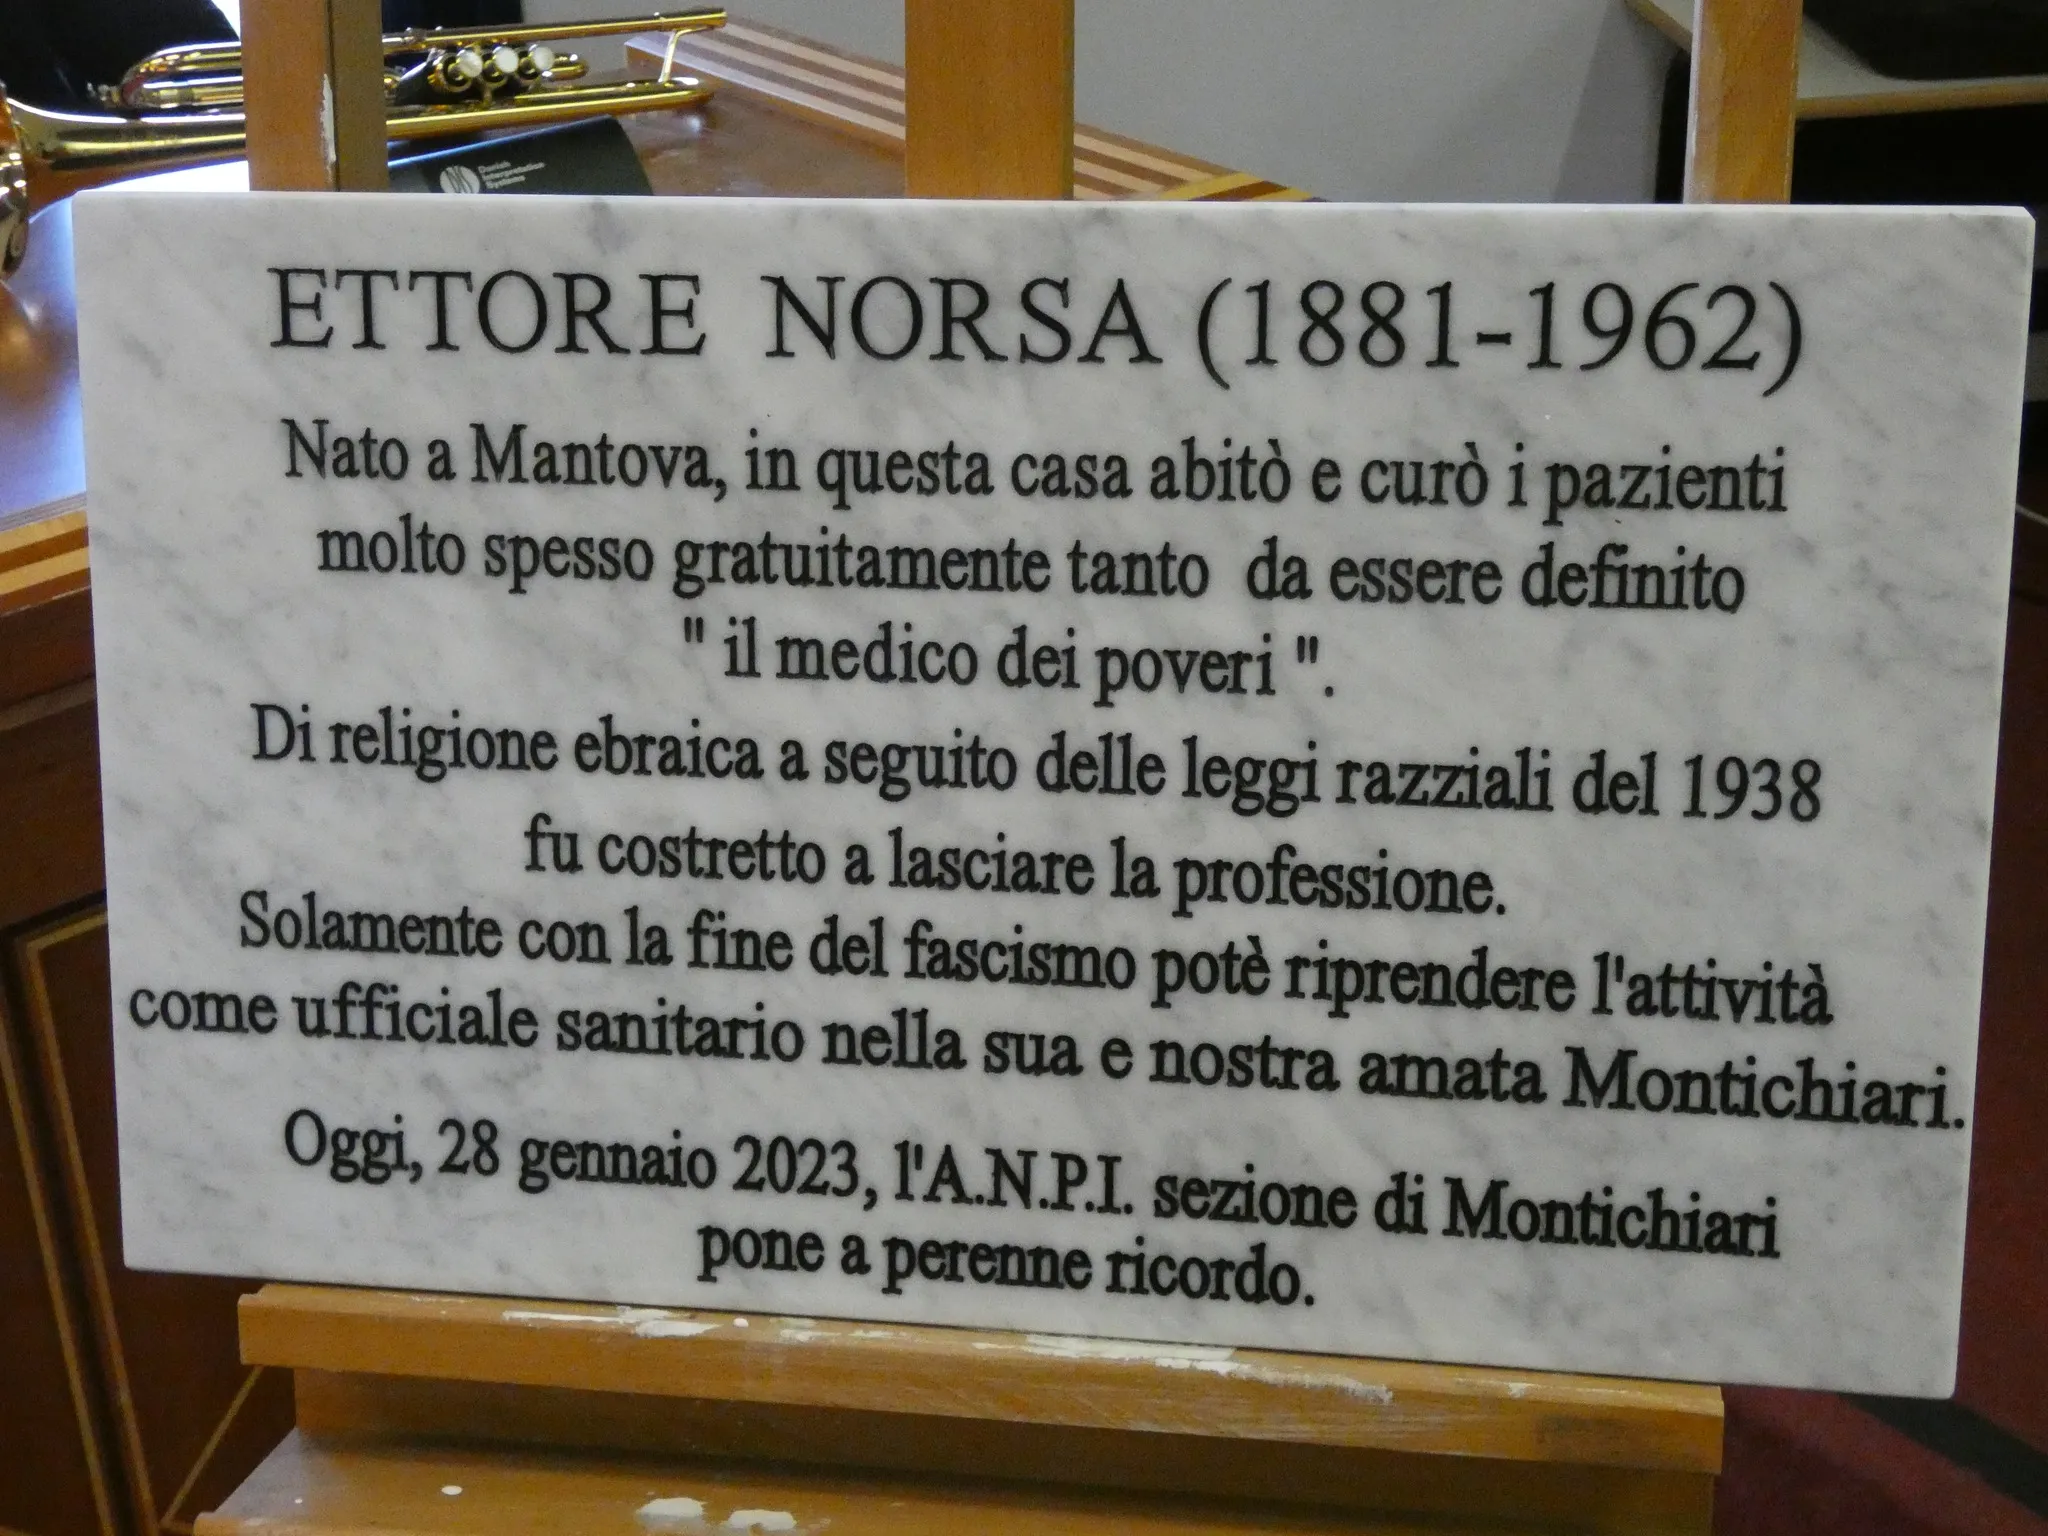 Danish
Interpretation
Systems
ETTORE NORSA (1881-1962)
Nato a Mantova, in questa casa abitò e curò i pazienti
molto spesso gratuitamente tanto da essere definito
" il medico dei poveri ".
Di religione ebraica a seguito delle leggi razziali del 1938
fu costretto a lasciare la professione.
Solamente con la fine del fascismo potè riprendere l'attività
come ufficiale sanitario nella sua e nostra amata Montichiari.
Oggi, 28 gennaio 2023, l'A.N.P.I. sezione di Montichiari
pone a perenne ricordo.